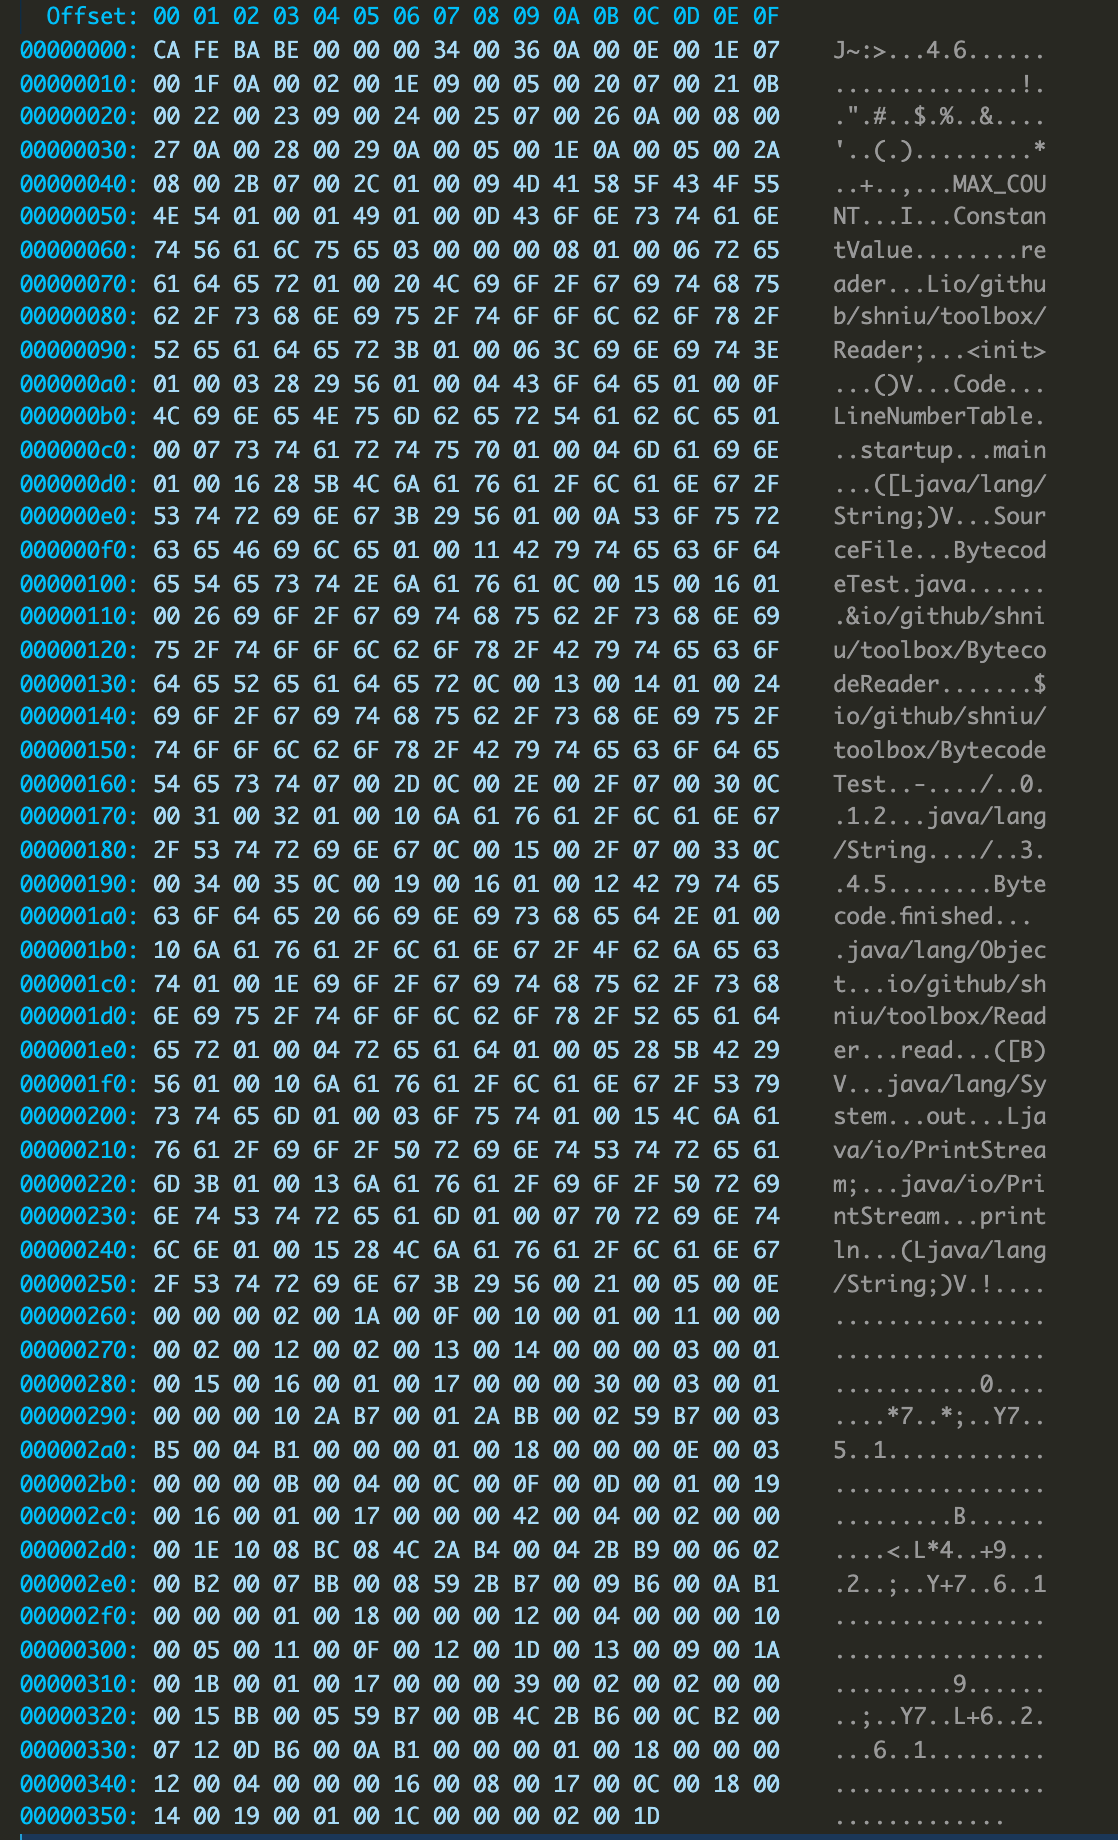 Offset: 00 01 02 03 04 05 06 07 08 09 0A 0B 0C 0D 0E 0F
00000000: CA FE BA BE 00 00 00 34 00 36 0A 00 0E 00 1E 07 J~:>...4.6......
00000010: 00 1F 0A 00 02 00 1E 09 00 05 00 20 07 00 21 0B ..............!.
00000020: 00 22 00 23 09 00 24 00 25 07 00 26 0A 00 08 00 .".#..$.%..&....
00000030: 27 0A 00 28 00 29 0A 00 05 00 1E 0A 00 05 00 2A '..(.).........*
00000040: 08 00 2B 07 00 2C 01 00 09 4D 41 58 5F 43 4F 55 ..+..,...MAX_COU
00000050: 4E 54 01 00 01 49 01 00 0D 43 6F 6E 73 74 61 6E NT...I...Constan
00000060: 74 56 61 6C 75 65 03 00 00 00 08 01 00 06 72 65 tValue........re
00000070: 61 64 65 72 01 00 20 4C 69 6F 2F 67 69 74 68 75 ader...Lio/githu
00000080: 62 2F 73 68 6E 69 75 2F 74 6F 6F 6C 62 6F 78 2F b/shniu/toolbox/
00000090: 52 65 61 64 65 72 3B 01 00 06 3C 69 6E 69 74 3E Reader;...<init>
000000a0: 01 00 03 28 29 56 01 00 04 43 6F 64 65 01 00 0F ...()V...Code...
000000b0: 4C 69 6E 65 4E 75 6D 62 65 72 54 61 62 6C 65 01 LineNumberTable.
000000c0: 00 07 73 74 61 72 74 75 70 01 00 04 6D 61 69 6E ..startup...main
000000d0: 01 00 16 28 5B 4C 6A 61 76 61 2F 6C 61 6E 67 2F ...([Ljava/lang/
000000e0: 53 74 72 69 6E 67 3B 29 56 01 00 0A 53 6F 75 72 String;)V...Sour
000000f0: 63 65 46 69 6C 65 01 00 11 42 79 74 65 63 6F 64 ceFile...Bytecod
00000100: 65 54 65 73 74 2E 6A 61 76 61 0C 00 15 00 16 01 eTest.java......
00000110: 00 26 69 6F 2F 67 69 74 68 75 62 2F 73 68 6E 69 .&io/github/shni
00000120: 75 2F 74 6F 6F 6C 62 6F 78 2F 42 79 74 65 63 6F u/toolbox/Byteco
00000130: 64 65 52 65 61 64 65 72 0C 00 13 00 14 01 00 24 deReader.......$
00000140: 69 6F 2F 67 69 74 68 75 62 2F 73 68 6E 69 75 2F io/github/shniu/
00000150: 74 6F 6F 6C 62 6F 78 2F 42 79 74 65 63 6F 64 65 toolbox/Bytecode
00000160: 54 65 73 74 07 00 2D 0C 00 2E 00 2F 07 00 30 0C Test..-..../..0.
00000170: 00 31 00 32 01 00 10 6A 61 76 61 2F 6C 61 6E 67 .1.2...java/lang
00000180: 2F 53 74 72 69 6E 67 0C 00 15 00 2F 07 00 33 0C /String..../..3.
00000190: 00 34 00 35 0C 00 19 00 16 01 00 12 42 79 74 65 .4.5........Byte
000001a0: 63 6F 64 65 20 66 69 6E 69 73 68 65 64 2E 01 00 code.finished...
000001b0: 10 6A 61 76 61 2F 6C 61 6E 67 2F 4F 62 6A 65 63 .java/lang/Objec
000001c0: 74 01 00 1E 69 6F 2F 67 69 74 68 75 62 2F 73 68 t...io/github/sh
000001d0: 6E 69 75 2F 74 6F 6F 6C 62 6F 78 2F 52 65 61 64 niu/toolbox/Read
000001e0: 65 72 01 00 04 72 65 61 64 01 00 05 28 5B 42 29 er...read...([B)
000001f0: 56 01 00 10 6A 61 76 61 2F 6C 61 6E 67 2F 53 79 V...java/lang/Sy
00000200: 73 74 65 6D 01 00 03 6F 75 74 01 00 15 4C 6A 61 stem...out...Lja
00000210: 76 61 2F 69 6F 2F 50 72 69 6E 74 53 74 72 65 61 va/io/PrintStrea
00000220: 6D 3B 01 00 13 6A 61 76 61 2F 69 6F 2F 50 72 69 m;...java/io/Pri
00000230: 6E 74 53 74 72 65 61 6D 01 00 07 70 72 69 6E 74 ntStream...print
00000240: 6C 6E 01 00 15 28 4C 6A 61 76 61 2F 6C 61 6E 67 ln...(Ljava/lang
00000250: 2F 53 74 72 69 6E 67 3B 29 56 00 21 00 05 00 0E /String;)V.!....
00000260: 00 00 00 02 00 1A 00 0F 00 10 00 01 00 11 00 00 ................
00000270: 00 02 00 12 00 02 00 13 00 14 00 00 00 03 00 01 ................
00000280: 00 15 00 16 00 01 00 17 00 00 00 30 00 03 00 01 ...........0....
00000290: 00 00 00 10 2A B7 00 01 2A BB 00 02 59 B7 00 03 ....*7..*;..Y7..
000002a0: B5 00 04 B1 00 00 00 01 00 18 00 00 00 0E 00 03 5..1............
000002b0: 00 00 00 0B 00 04 00 0C 00 0F 00 0D 00 01 00 19 ................
000002c0: 00 16 00 01 00 17 00 00 00 42 00 04 00 02 00 00 .........B......
000002d0: 00 1E 10 08 BC 08 4C 2A B4 00 04 2B B9 00 06 02 ....<.L*4..+9...
000002e0: 00 B2 00 07 BB 00 08 59 2B B7 00 09 B6 00 0A B1 .2..;..Y+7..6..1
000002f0: 00 00 00 01 00 18 00 00 00 12 00 04 00 00 00 10 ................
00000300: 00 05 00 11 00 0F 00 12 00 1D 00 13 00 09 00 1A ................
00000310: 00 1B 00 01 00 17 00 00 00 39 00 02 00 02 00 00 .........9......
00000320: 00 15 BB 00 05 59 B7 00 0B 4C 2B B6 00 0C B2 00 ..;..Y7..L+6..2.
00000330: 07 12 0D B6 00 0A B1 00 00 00 01 00 18 00 00 00 ...6..1.........
00000340: 12 00 04 00 00 00 16 00 08 00 17 00 0C 00 18 00 ................
00000350: 14 00 19 00 01 00 1C 00 00 00 02 00 1D .............